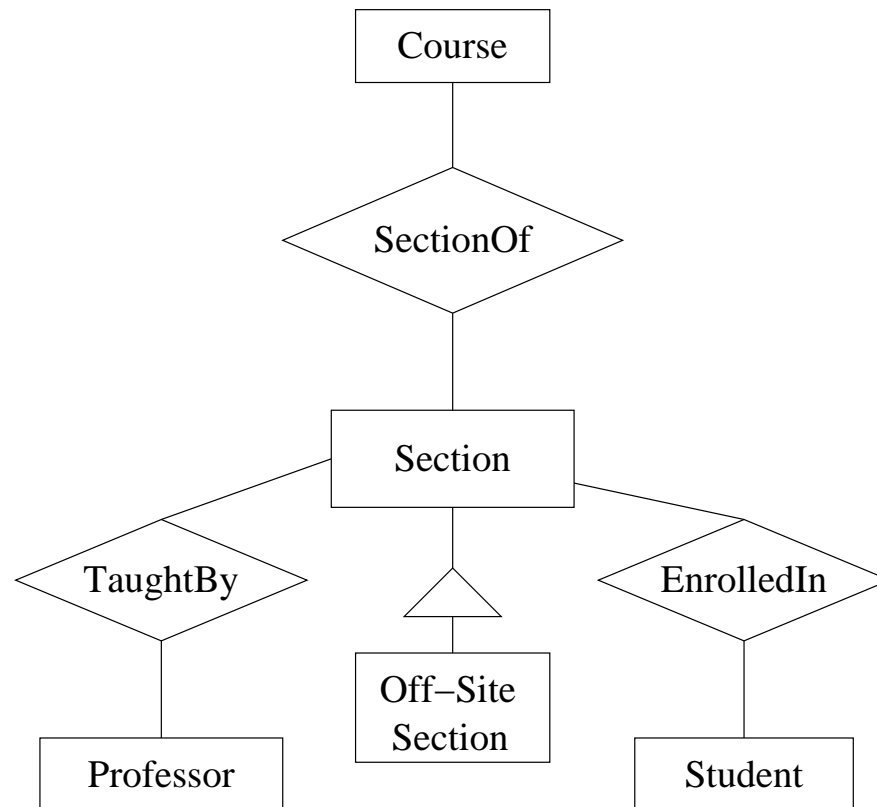 Course
SectionOf
Section
TaughtBy
EnrolledIn
Off–Site
Section
Professor
Student